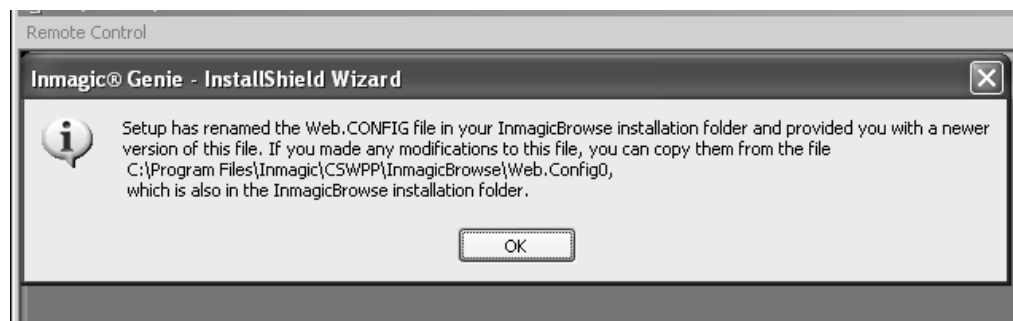 Remote Control
Inmagic® Genie - InstallShield Wizard
Setup has renamed the Web.CONFIG file in your InmagicBrowse installation folder and provided you with a newer
version of this file. If you made any modifications to this file, you can copy them from the file
C:\Program Files\Inmagic\CSWPP\InmagicBrowse\Web.Config0,
which is also in the InmagicBrowse installation folder.
OK